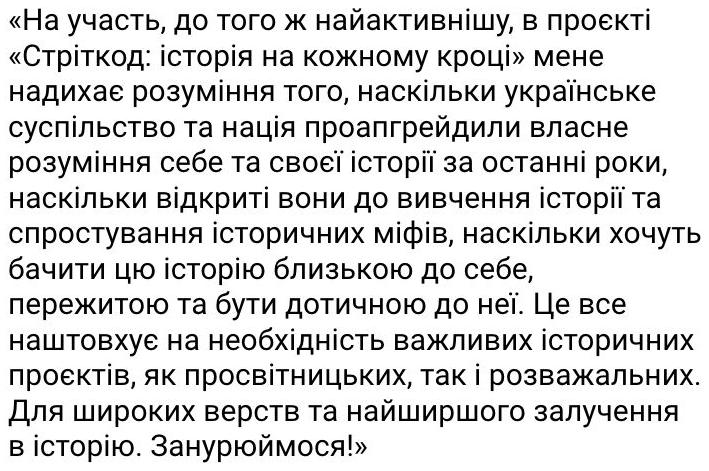 «На участь, до того ж найактивнішу, в проєкті
«Стріткод: історія на кожному кроці» мене
надихає розуміння того, наскільки українське
суспільство та нація проапгрейдили власне
розуміння себе та своєї історії за останні роки,
наскільки відкриті вони до вивчення історії та
спростування історичних міфів, наскільки хочуть
бачити цю історію близькою до себе,
пережитою та бути дотичною до неї. Це все
наштовхує на необхідність важливих історичних
проєктів, як просвітницьких, так і розважальних.
Для широких верств та найширшого залучення
в історію. Занурюймося!»